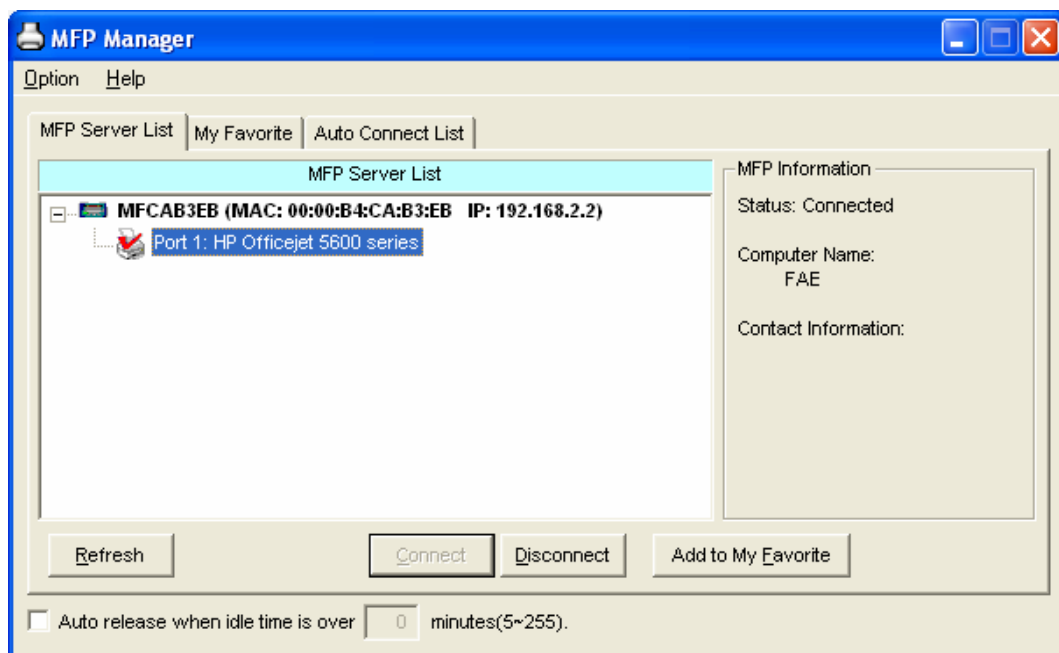 MFP Manager
Option Help
MFP Server List My Favorite Auto Connect List
MFP Server List
MFCAB3EB (MAC: 00:00:B4:CA:B3:EB IP: 192.168.2.2)
Port 1: HP Officejet 5600 series
MFP Information
Status: Connected
Computer Name:
FAE
Contact Information:
Refresh Connect Disconnect Add to My Favorite
Auto release when idle time is over 0 minutes(5~255).